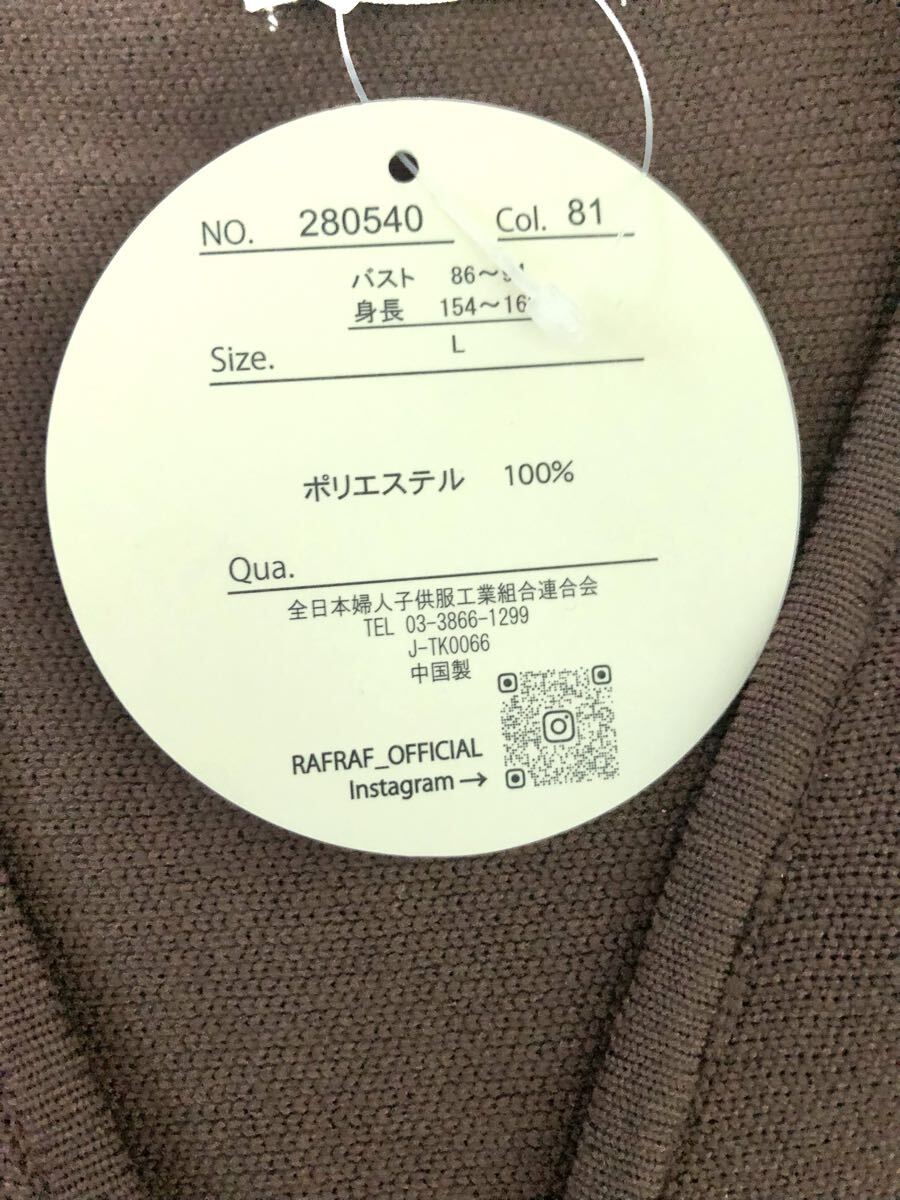 NO. 280540 Col. 81
バスト 86～
身長 154～
Size. L
ポリエステル 100%
Qua.
全日本婦人子供服工業組合連合会
TEL 03-3866-1299
J-TK0066
中国製
RAFRAF_OFFICIAL
Instagram→